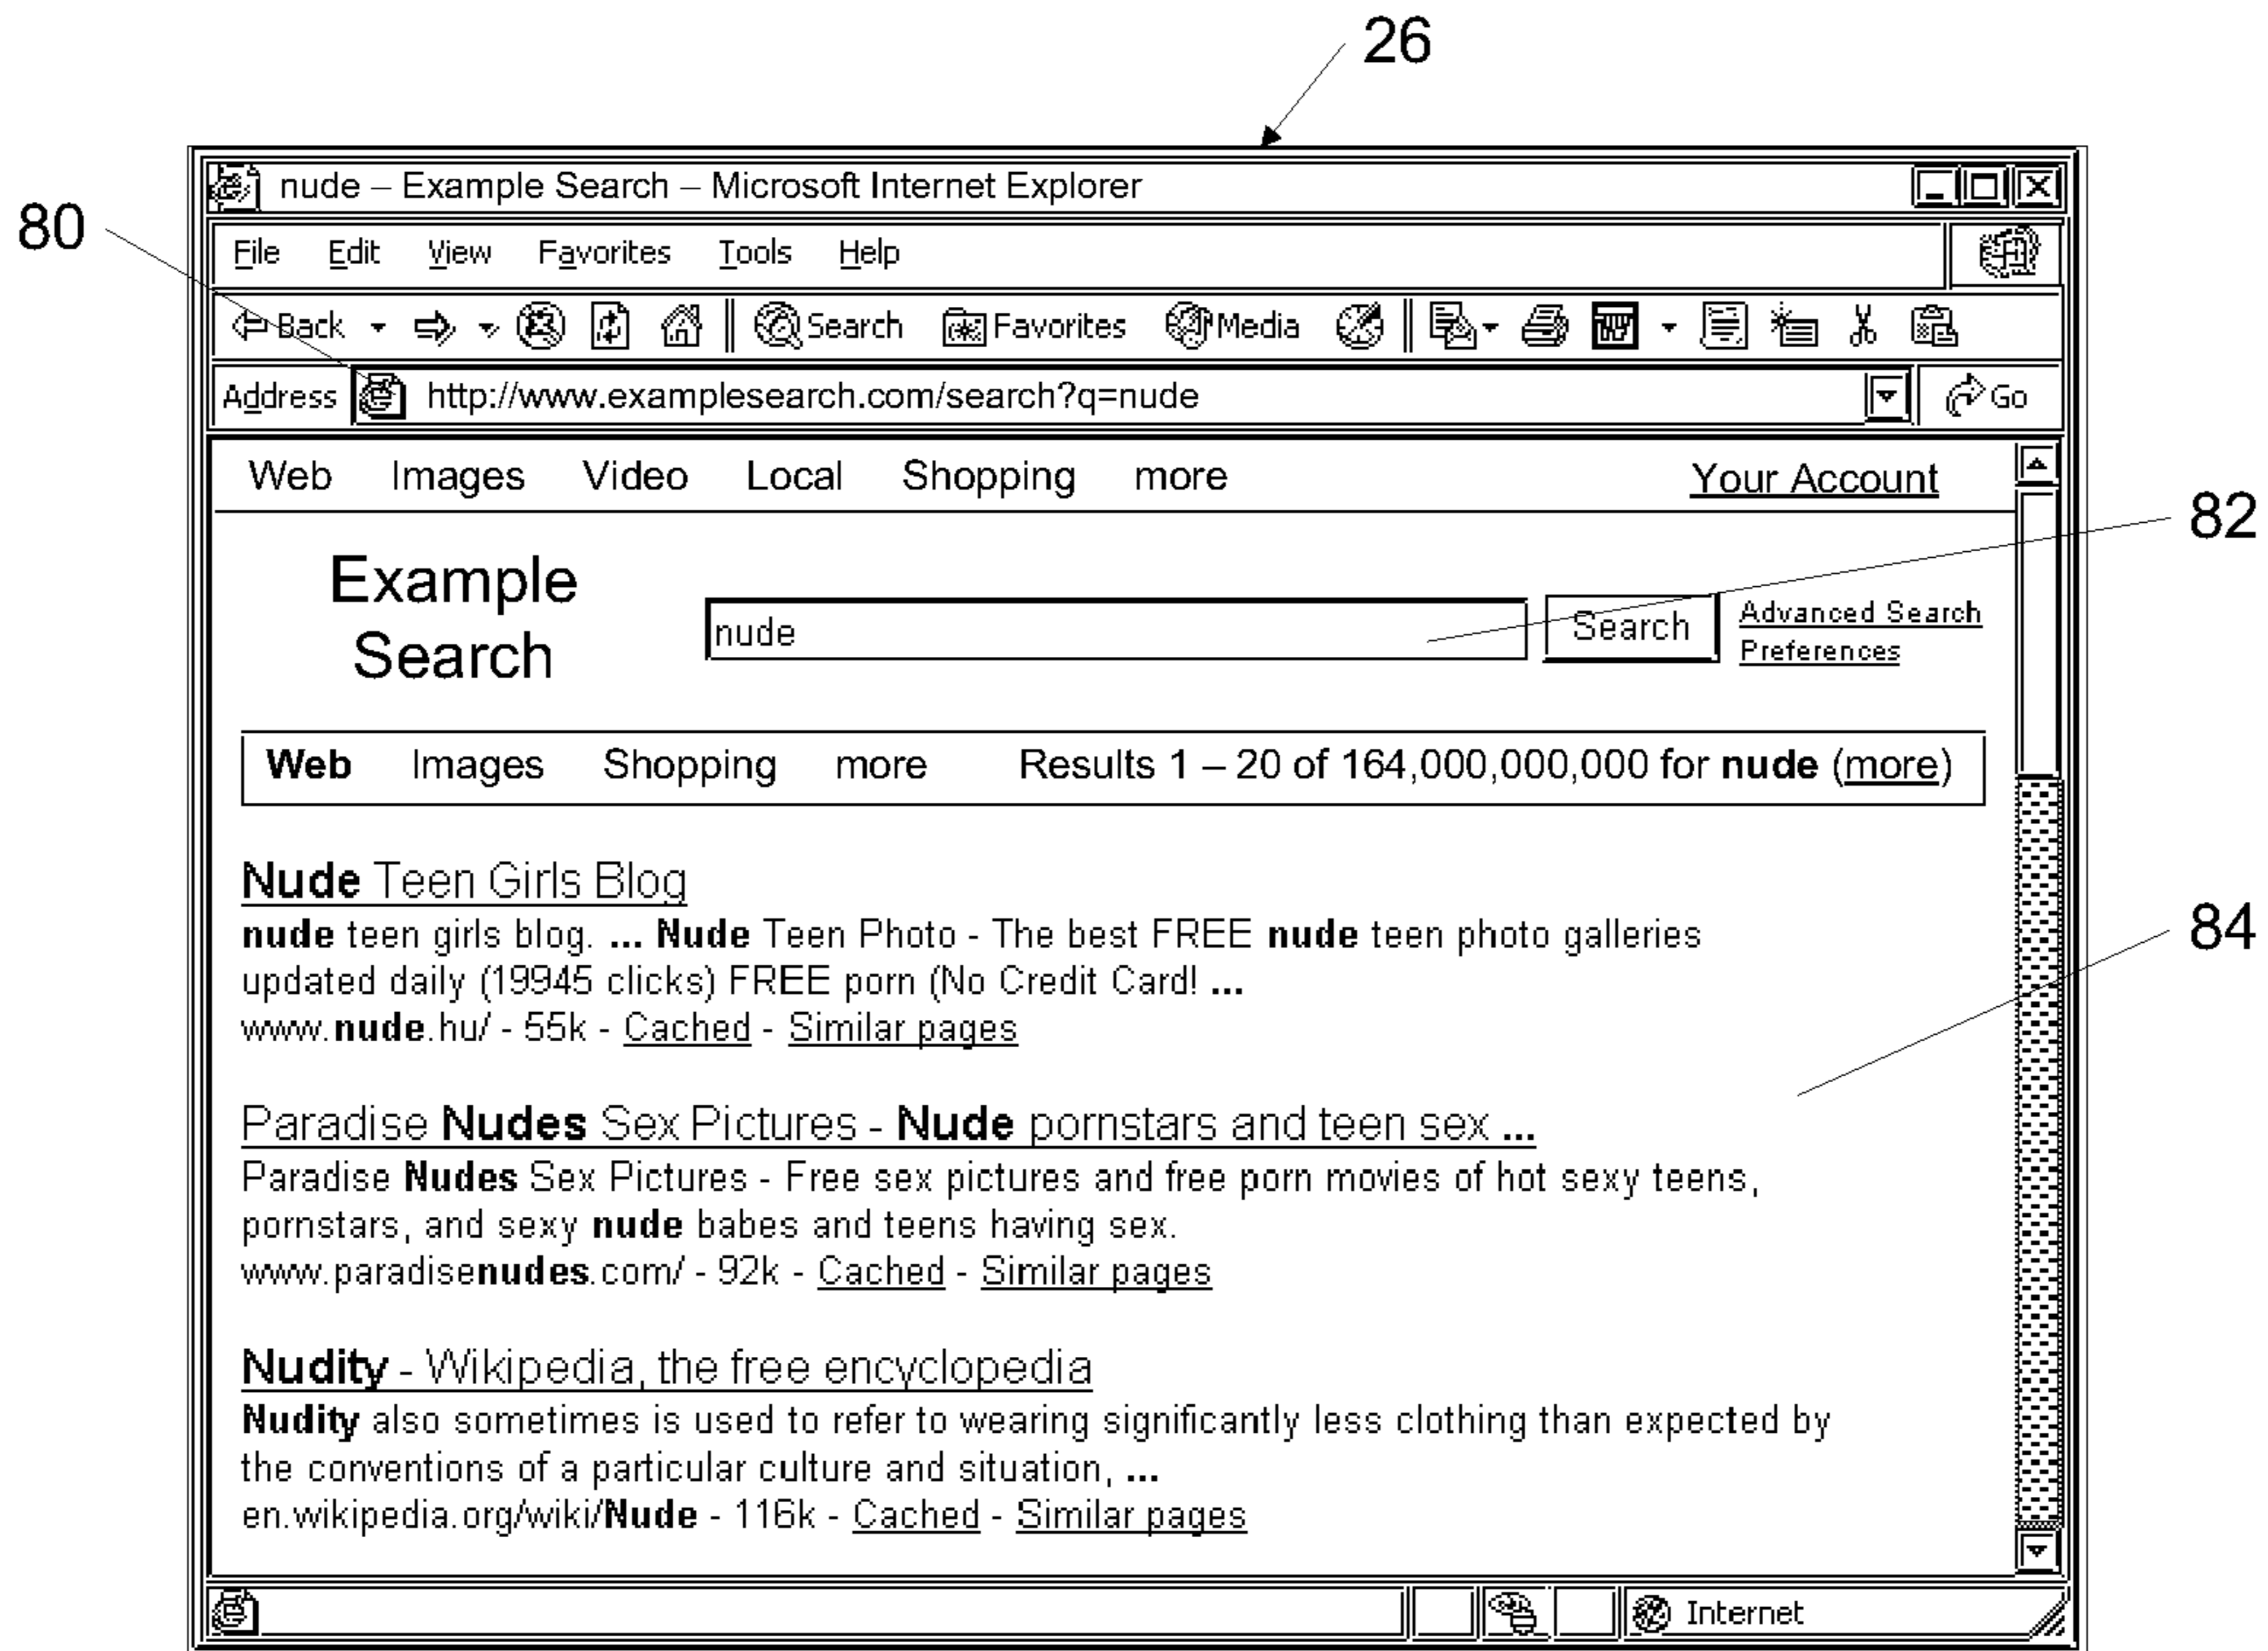 26
80
nude – Example Search – Microsoft Internet Explorer
File Edit View Favorites Tools Help
Back Search Favorites Media
Address http://www.examplesearch.com/search?q=nude Go
Web Images Video Local Shopping more Your Account
82
Example
Search
nude Search Advanced Search
Preferences
Web Images Shopping more Results 1 – 20 of 164,000,000,000 for nude (more)
Nude Teen Girls Blog
nude teen girls blog. ... Nude Teen Photo - The best FREE nude teen photo galleries
updated daily (19945 clicks) FREE porn (No Credit Card! ...
www.nude.hu/ - 55k - Cached - Similar pages
84
Paradise Nudes Sex Pictures - Nude pornstars and teen sex ...
Paradise Nudes Sex Pictures - Free sex pictures and free porn movies of hot sexy teens,
pornstars, and sexy nude babes and teens having sex.
www.paradisenudes.com/ - 92k - Cached - Similar pages
Nudity - Wikipedia, the free encyclopedia
Nudity also sometimes is used to refer to wearing significantly less clothing than expected by
the conventions of a particular culture and situation, ...
en.wikipedia.org/wiki/Nude - 116k - Cached - Similar pages
Internet